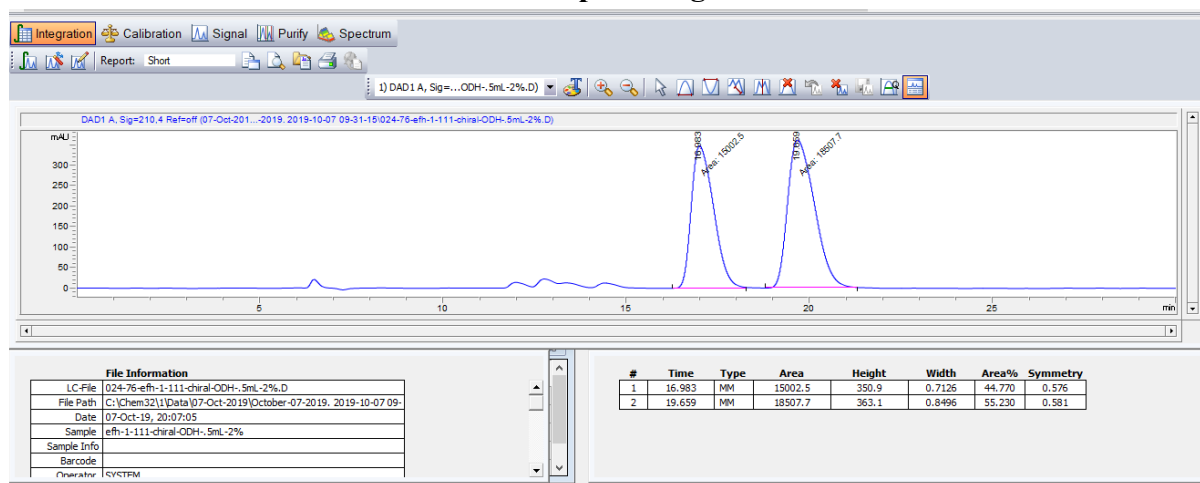 Integration Calibration Signal Purify Spectrum
Report: Short
1) DAD1 A, Sig=...ODH-.5mL-2%.D)
DAD1 A, Sig=210,4 Ref=off (07-Oct-201...-2019. 2019-10-07 09-31-15\024-76-efh-1-111-chiral-ODH-.5mL-2%.D)
mAU
300
250
200
150
100
50
0
16.983
Area: 15002.5
19.659
Area: 18507.7
5 10 15 20 25 min
File Information
LC-File 024-76-efh-1-111-chiral-ODH-.5mL-2%.D
File Path C:\Chem32\1\Data\07-Oct-2019\October-07-2019. 2019-10-07 09-
Date 07-Oct-19, 20:07:05
Sample efh-1-111-chiral-ODH-.5mL-2%
Sample Info
Barcode
Operator SYSTEM
# Time Type Area Height Width Area% Symmetry
1 16.983 MM 15002.5 350.9 0.7126 44.770 0.576
2 19.659 MM 18507.7 363.1 0.8496 55.230 0.581